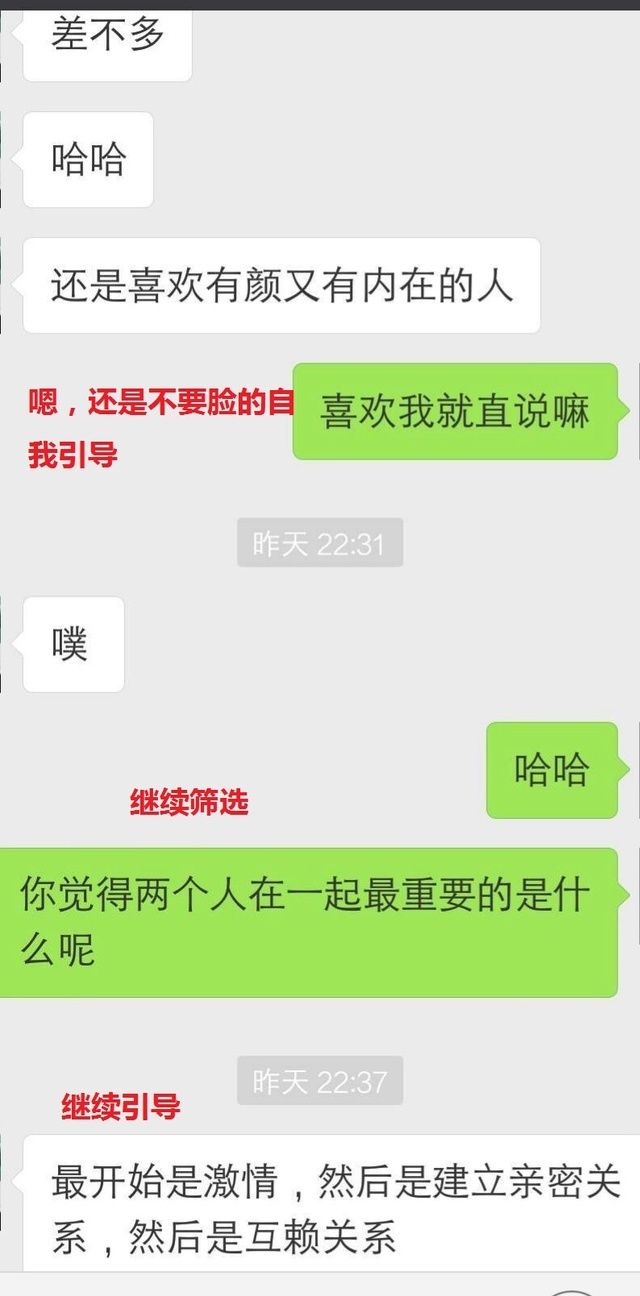 差不多
哈哈
还是喜欢有颜又有内在的人
嗯，还是不要脸的自
我引导
喜欢我就直说嘛
昨天 22:31
噗
哈哈
继续筛选
你觉得两个人在一起最重要的是什
么呢
昨天 22:37
继续引导
最开始是激情，然后是建立亲密关
系，然后是互赖关系